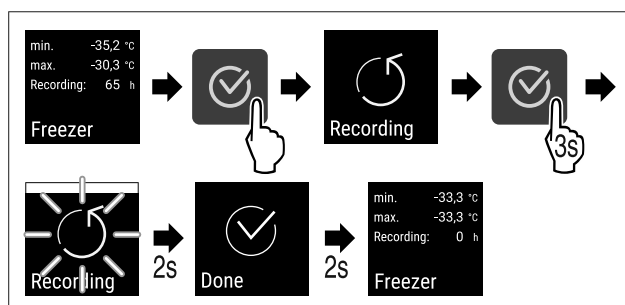 min. -35,2 °C
max. -30,3 °C
Recording: 65 h
Freezer
Recording
3s
Recording
2s
Done
2s
min. -33,3 °C
max. -33,3 °C
Recording: 0 h
Freezer